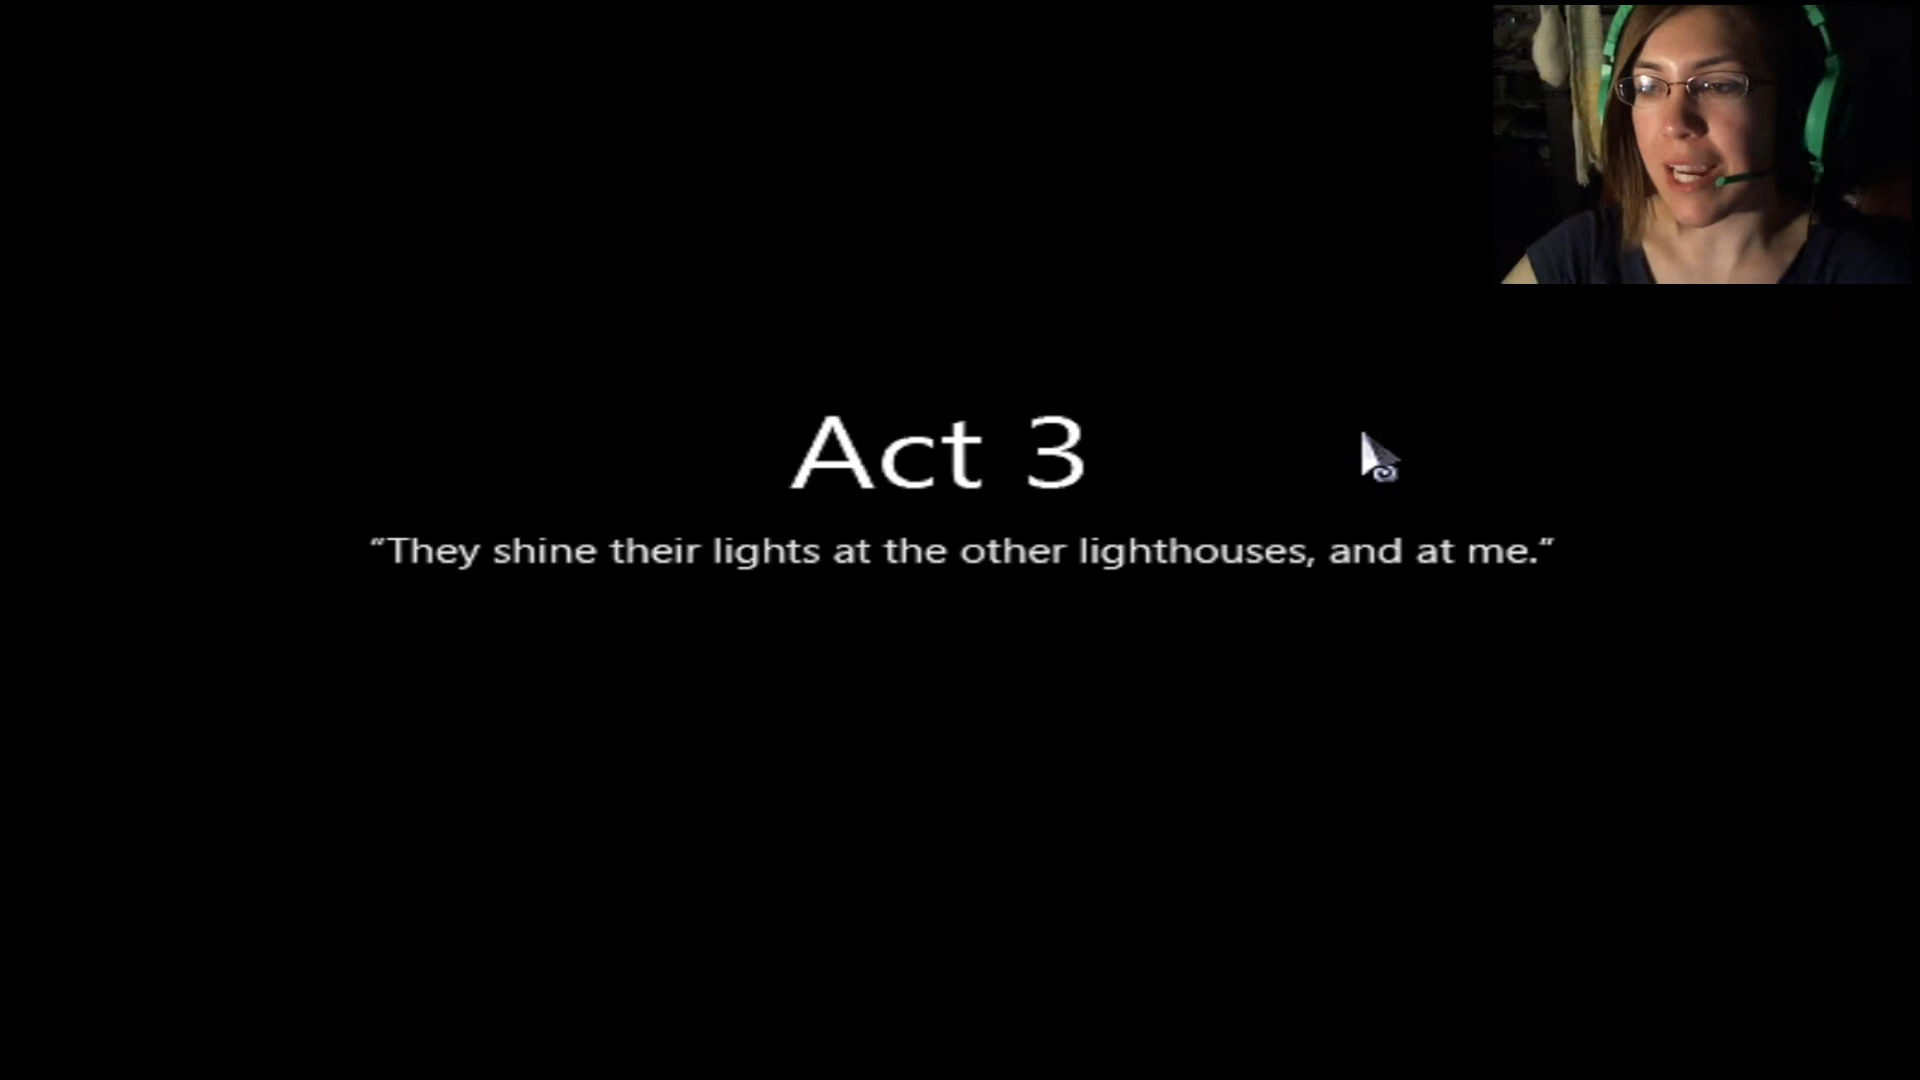 Act 3
“They shine their lights at the other lighthouses, and at me.”